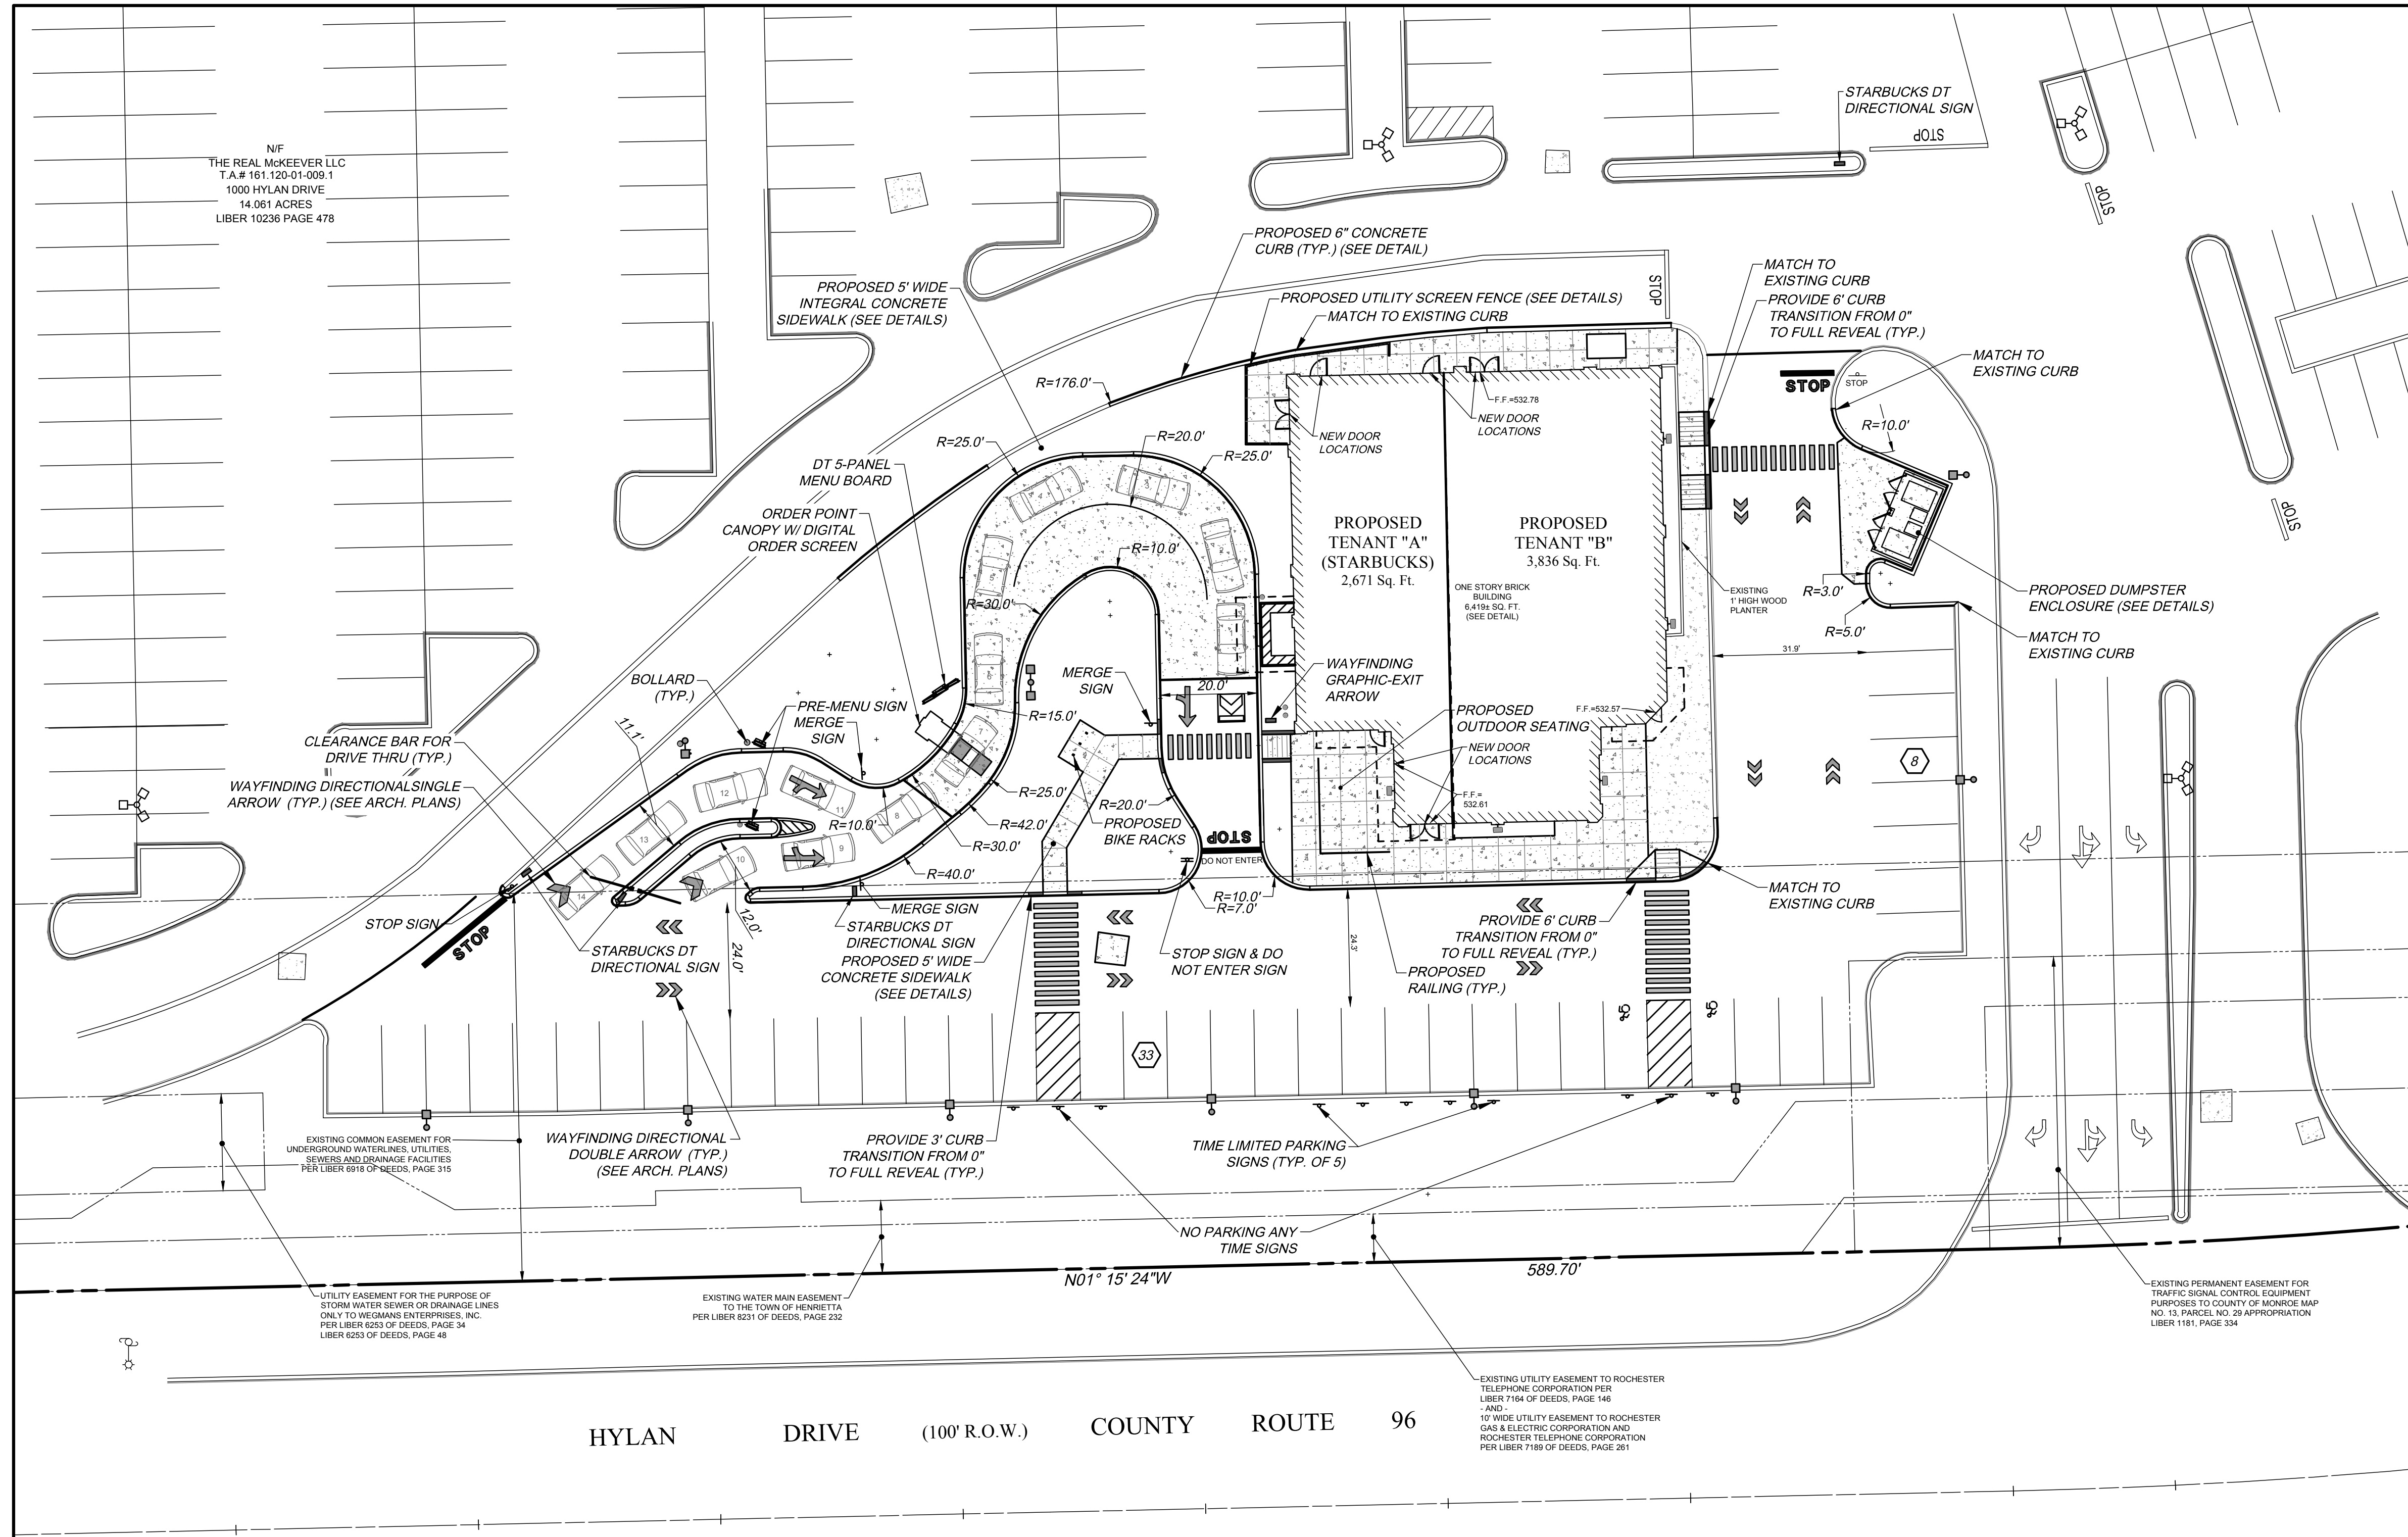 N/F
THE REAL McKEEVER LLC
T.A.# 161.120-01-009.1
1000 HYLAN DRIVE
14.061 ACRES
LIBER 10236 PAGE 478
STARBUCKS DT
DIRECTIONAL SIGN
STOP
STOP
STOP
PROPOSED 6" CONCRETE
CURB (TYP.) (SEE DETAIL)
PROPOSED 5' WIDE
INTEGRAL CONCRETE
SIDEWALK (SEE DETAILS)
PROPOSED UTILITY SCREEN FENCE (SEE DETAILS)
MATCH TO EXISTING CURB
STOP
MATCH TO
EXISTING CURB
PROVIDE 6' CURB
TRANSITION FROM 0"
TO FULL REVEAL (TYP.)
MATCH TO
EXISTING CURB
STOP
STOP
R=10.0'
R=176.0'
F.F.=532.78
NEW DOOR
LOCATIONS
NEW DOOR
LOCATIONS
R=25.0'
R=20.0'
R=25.0'
DT 5-PANEL
MENU BOARD
ORDER POINT
CANOPY W/ DIGITAL
ORDER SCREEN
R=10.0'
R=30.0'
PROPOSED
TENANT "A"
(STARBUCKS)
2,671 Sq. Ft.
PROPOSED
TENANT "B"
3,836 Sq. Ft.
ONE STORY BRICK
BUILDING
6,419± SQ. FT.
(SEE DETAIL)
EXISTING
1' HIGH WOOD
PLANTER
R=3.0'
R=5.0'
31.9'
PROPOSED DUMPSTER
ENCLOSURE (SEE DETAILS)
MATCH TO
EXISTING CURB
BOLLARD
(TYP.)
PRE-MENU SIGN
MERGE
SIGN
MERGE
SIGN
20.0'
WAYFINDING
GRAPHIC-EXIT
ARROW
PROPOSED
OUTDOOR SEATING
F.F.=532.57
NEW DOOR
LOCATIONS
F.F.=
532.61
R=15.0'
11.1'
CLEARANCE BAR FOR
DRIVE THRU (TYP.)
WAYFINDING DIRECTIONALSINGLE
ARROW (TYP.) (SEE ARCH. PLANS)
1
2
3
5
6
7
8
9
10
11
12
13
14
R=10.0'
R=25.0'
R=42.0'
R=30.0'
R=40.0'
R=20.0'
PROPOSED
BIKE RACKS
STOP
DO NOT ENTER
R=10.0'
R=7.0'
8
STOP SIGN
STOP
STARBUCKS DT
DIRECTIONAL SIGN
12.0'
24.0'
MERGE SIGN
STARBUCKS DT
DIRECTIONAL SIGN
PROPOSED 5' WIDE
CONCRETE SIDEWALK
(SEE DETAILS)
STOP SIGN & DO
NOT ENTER SIGN
24.3'
PROVIDE 6' CURB
TRANSITION FROM 0"
TO FULL REVEAL (TYP.)
PROPOSED
RAILING (TYP.)
MATCH TO
EXISTING CURB
33
EXISTING COMMON EASEMENT FOR
UNDERGROUND WATERLINES, UTILITIES,
SEWERS AND DRAINAGE FACILITIES
PER LIBER 6918 OF DEEDS, PAGE 315
WAYFINDING DIRECTIONAL
DOUBLE ARROW (TYP.)
(SEE ARCH. PLANS)
PROVIDE 3' CURB
TRANSITION FROM 0"
TO FULL REVEAL (TYP.)
TIME LIMITED PARKING
SIGNS (TYP. OF 5)
NO PARKING ANY
TIME SIGNS
N01° 15' 24"W
589.70'
UTILITY EASEMENT FOR THE PURPOSE OF
STORM WATER SEWER OR DRAINAGE LINES
ONLY TO WEGMANS ENTERPRISES, INC.
PER LIBER 6253 OF DEEDS, PAGE 34
LIBER 6253 OF DEEDS, PAGE 48
EXISTING WATER MAIN EASEMENT
TO THE TOWN OF HENRIETTA
PER LIBER 8231 OF DEEDS, PAGE 232
EXISTING PERMANENT EASEMENT FOR
TRAFFIC SIGNAL CONTROL EQUIPMENT
PURPOSES TO COUNTY OF MONROE MAP
NO. 13, PARCEL NO. 29 APPROPRIATION
LIBER 1181, PAGE 334
EXISTING UTILITY EASEMENT TO ROCHESTER
TELEPHONE CORPORATION PER
LIBER 7164 OF DEEDS, PAGE 146
- AND -
10' WIDE UTILITY EASEMENT TO ROCHESTER
GAS & ELECTRIC CORPORATION AND
ROCHESTER TELEPHONE CORPORATION
PER LIBER 7189 OF DEEDS, PAGE 261
HYLAN DRIVE (100' R.O.W.) COUNTY ROUTE 96